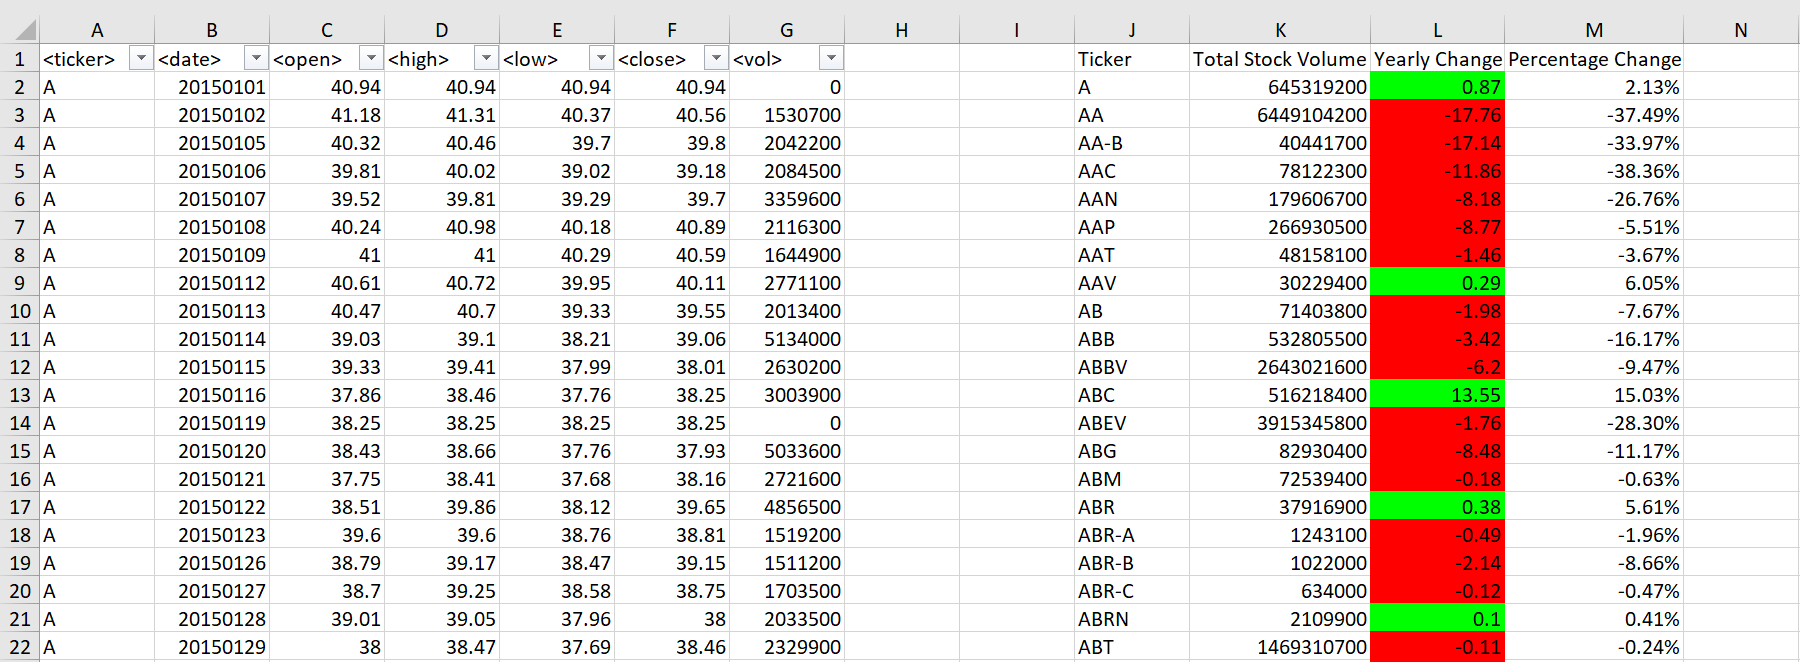 A B C D E F G H I J K L M N
1 <ticker> <date> <open> <high> <low> <close> <vol> Ticker Total Stock Volume Yearly Change Percentage Change
2 A 20150101 40.94 40.94 40.94 40.94 0 A 645319200 0.87 2.13%
3 A 20150102 41.18 41.31 40.37 40.56 1530700 AA 6449104200 -17.76 -37.49%
4 A 20150105 40.32 40.46 39.7 39.8 2042200 AA-B 40441700 -17.14 -33.97%
5 A 20150106 39.81 40.02 39.02 39.18 2084500 AAC 78122300 -11.86 -38.36%
6 A 20150107 39.52 39.81 39.29 39.7 3359600 AAN 179606700 -8.18 -26.76%
7 A 20150108 40.24 40.98 40.18 40.89 2116300 AAP 266930500 -8.77 -5.51%
8 A 20150109 41 41 40.29 40.59 1644900 AAT 48158100 -1.46 -3.67%
9 A 20150112 40.61 40.72 39.95 40.11 2771100 AAV 30229400 0.29 6.05%
10 A 20150113 40.47 40.7 39.33 39.55 2013400 AB 71403800 -1.98 -7.67%
11 A 20150114 39.03 39.1 38.21 39.06 5134000 ABB 532805500 -3.42 -16.17%
12 A 20150115 39.33 39.41 37.99 38.01 2630200 ABBV 2643021600 -6.2 -9.47%
13 A 20150116 37.86 38.46 37.76 38.25 3003900 ABC 516218400 13.55 15.03%
14 A 20150119 38.25 38.25 38.25 38.25 0 ABEV 3915345800 -1.76 -28.30%
15 A 20150120 38.43 38.66 37.76 37.93 5033600 ABG 82930400 -8.48 -11.17%
16 A 20150121 37.75 38.41 37.68 38.16 2721600 ABM 72539400 -0.18 -0.63%
17 A 20150122 38.51 39.86 38.12 39.65 4856500 ABR 37916900 0.38 5.61%
18 A 20150123 39.6 39.6 38.76 38.81 1519200 ABR-A 1243100 -0.49 -1.96%
19 A 20150126 38.79 39.17 38.47 39.15 1511200 ABR-B 1022000 -2.14 -8.66%
20 A 20150127 38.7 39.25 38.58 38.75 1703500 ABR-C 634000 -0.12 -0.47%
21 A 20150128 39.01 39.05 37.96 38 2033500 ABRN 2109900 0.1 0.41%
22 A 20150129 38 38.47 37.69 38.46 2329900 ABT 1469310700 -0.11 -0.24%